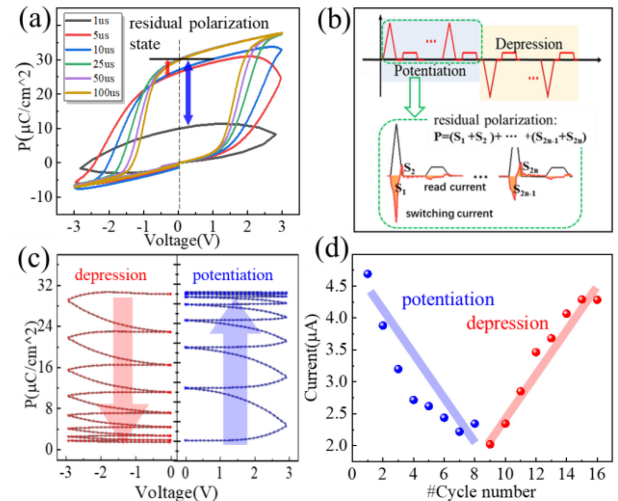 (a)
1us
5us
10us
25us
50us
100us
residual polarization
state
P(μC/cm^2)
30
20
10
0
-10
-3 -2 -1 0 1 2 3
Voltage(V)
(b)
...
...
Depression
Potentiation
residual polarization:
P=(S1 +S2 )+ ··· +(S2n-1+S2n)
S2
S2n
S1
read current
...
S2n-1
switching current
(c)
depression
potentiation
P(μC/cm^2)
32
26
20
14
8
2
-3 -2 -1 0 0 1 2 3
Voltage(V)
(d)
potentiation
depression
Current(μA)
4.5
4.0
3.5
3.0
2.5
2.0
0 2 4 6 8 10 12 14 16
#Cycle number